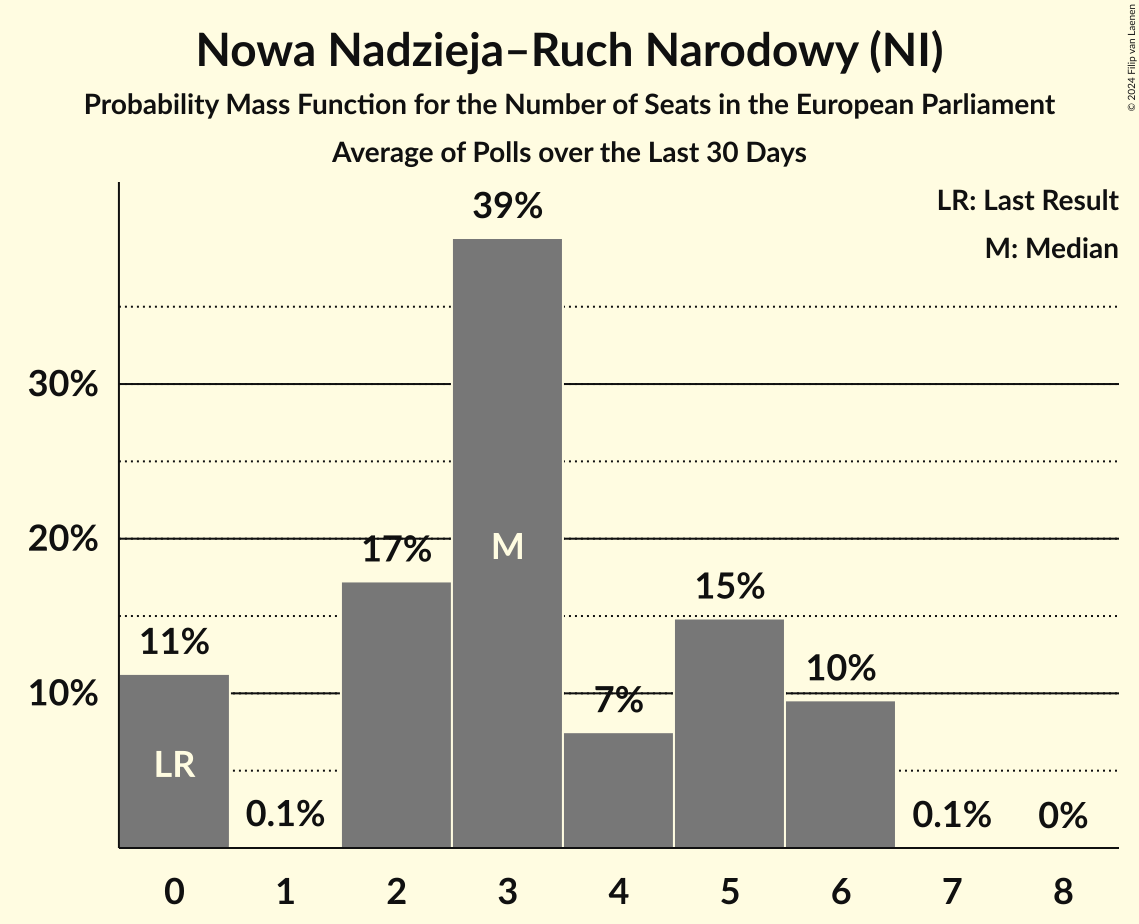 Nowa Nadzieja–Ruch Narodowy (NI)
Probability Mass Function for the Number of Seats in the European Parliament
Average of Polls over the Last 30 Days
© 2024 Filip van Laenen
LR: Last Result
M: Median
39%
30%
20%
17%
M
15%
11%
10%
10%
7%
LR
0.1%
0.1%
0%
0 1 2 3 4 5 6 7 8